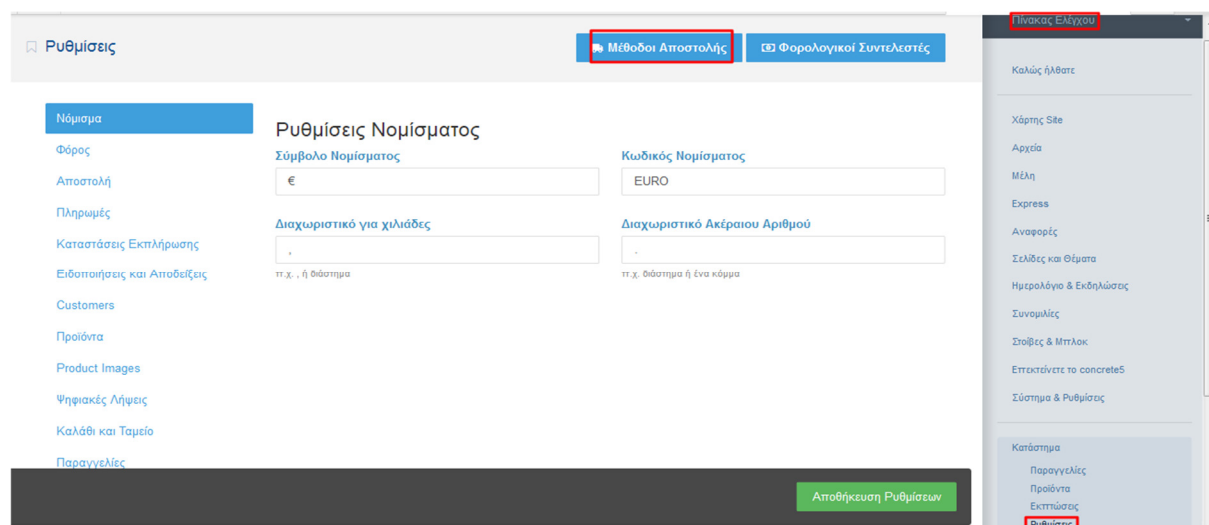 Πίνακας Ελέγχου
Ρυθμίσεις
Μέθοδοι Αποστολής
Φορολογικοί Συντελεστές
Καλώς ήλθατε
Νόμισμα
Φόρος
Αποστολή
Πληρωμές
Καταστάσεις Εκπλήρωσης
Ειδοποιήσεις και Αποδείξεις
Customers
Προϊόντα
Product Images
Ψηφιακές Λήψεις
Καλάθι και Ταμείο
Παραγγελίες
Ρυθμίσεις Νομίσματος
Σύμβολο Νομίσματος
€
Κωδικός Νομίσματος
EURO
Διαχωριστικό για χιλιάδες
,
π.χ. , ή διάστημα
Διαχωριστικό Ακέραιου Αριθμού
.
π.χ. διάστημα ή ένα κόμμα
Αποθήκευση Ρυθμίσεων
Χάρτης Site
Αρχεία
Μέλη
Express
Αναφορές
Σελίδες και Θέματα
Ημερολόγιο & Εκδηλώσεις
Συνομιλίες
Στοίβες & Μπλοκ
Επεκτείνετε το concrete5
Σύστημα & Ρυθμίσεις
Κατάστημα
Παραγγελίες
Προϊόντα
Εκπτώσεις
Ρυθμίσεις